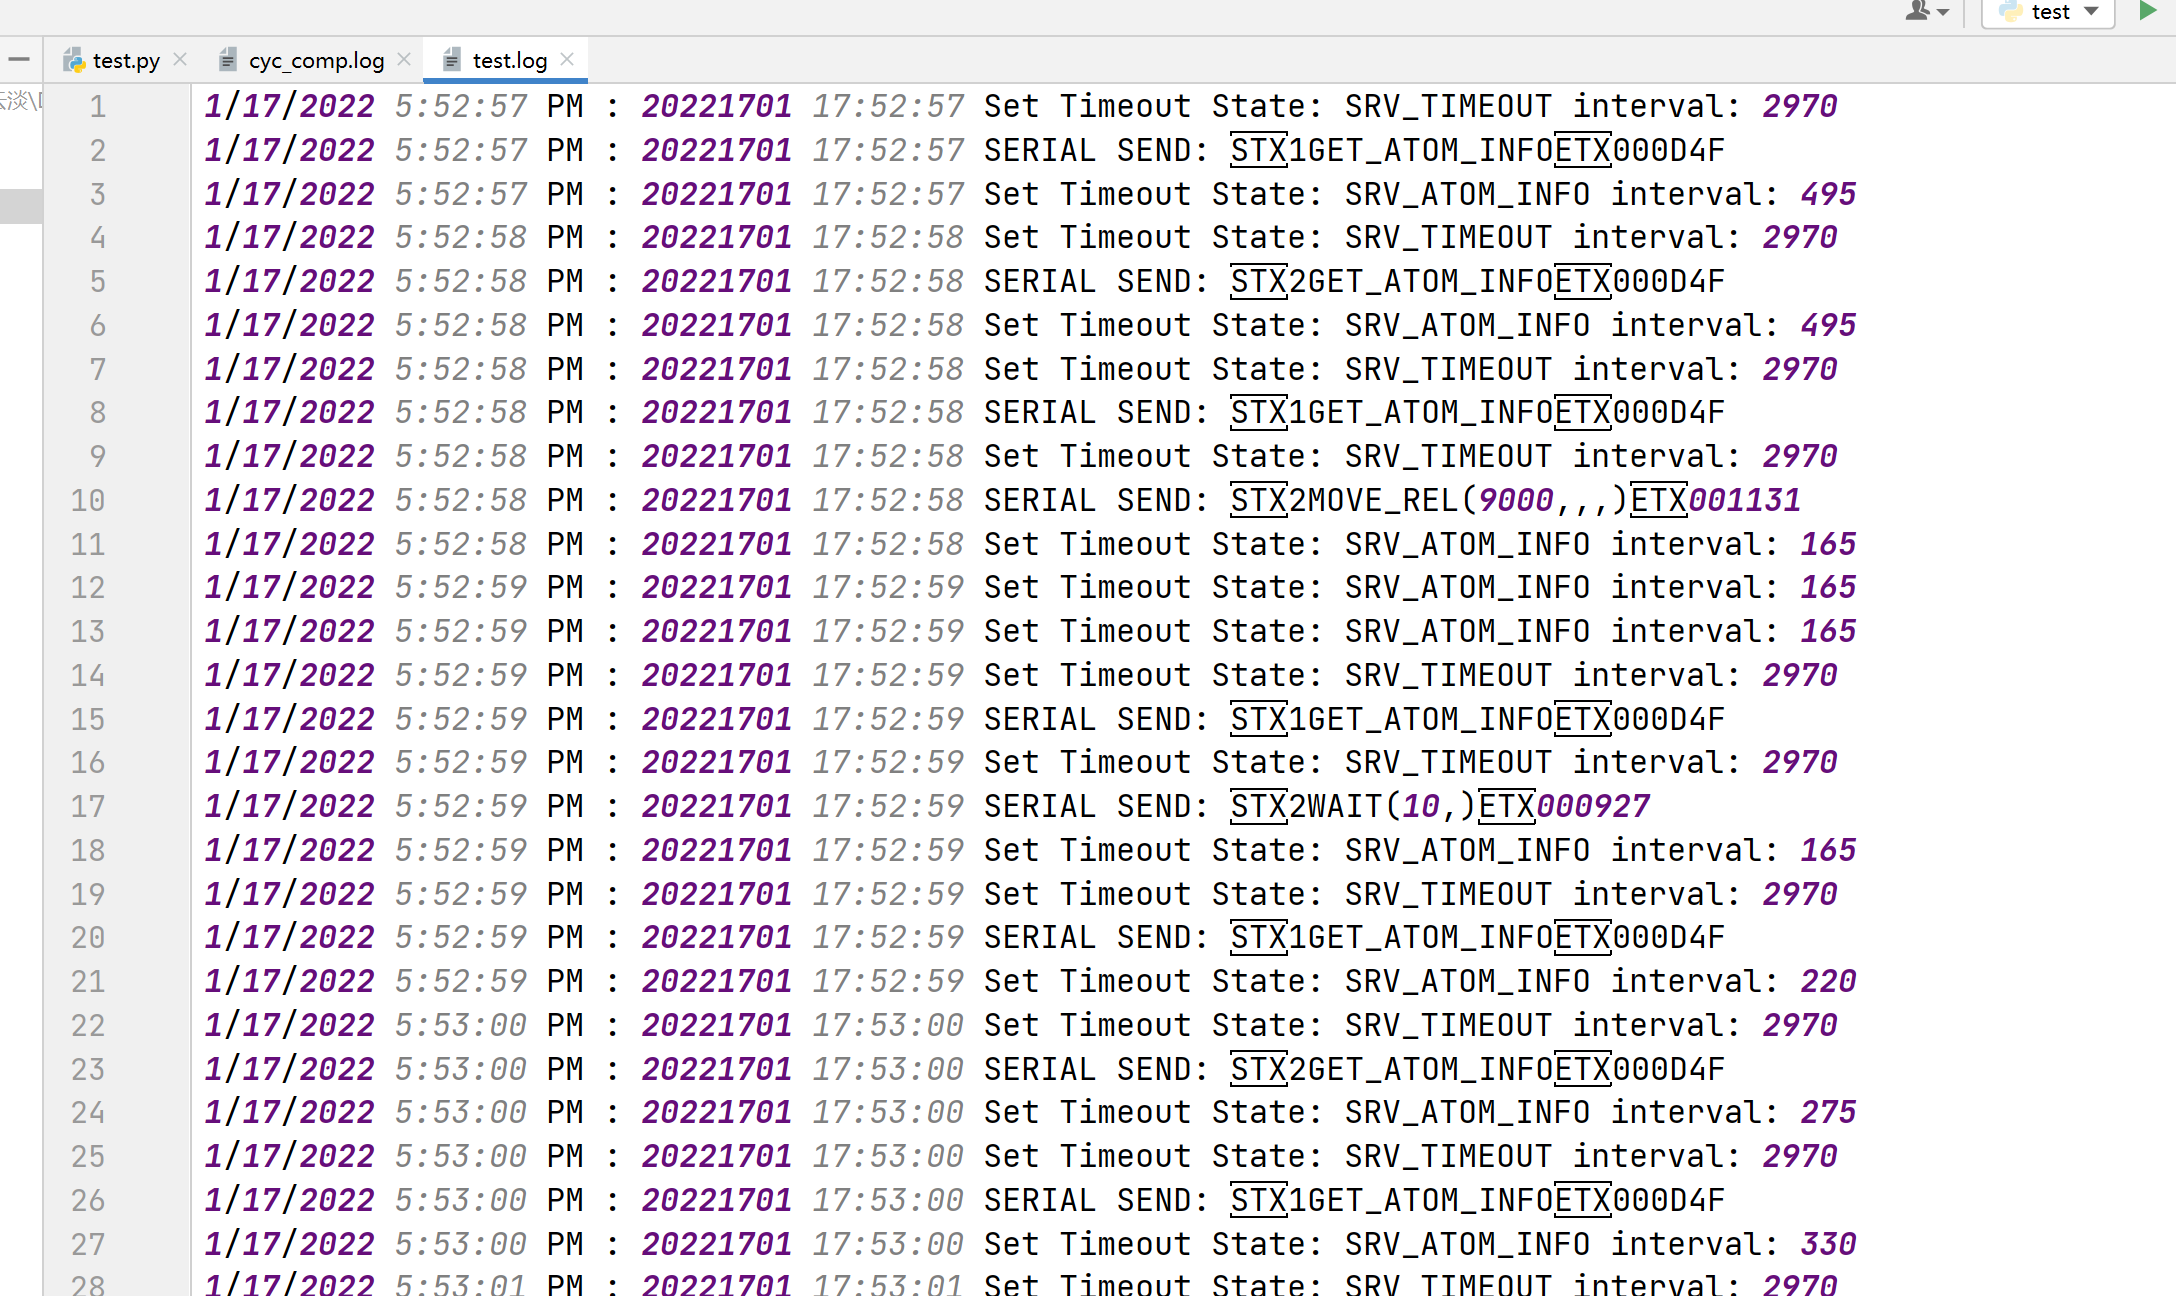 test
test.py
cyc_comp.log
test.log
1 1/17/2022 5:52:57 PM : 20221701 17:52:57 Set Timeout State: SRV_TIMEOUT interval: 2970
2 1/17/2022 5:52:57 PM : 20221701 17:52:57 SERIAL SEND: STX1GET_ATOM_INFOETX000D4F
3 1/17/2022 5:52:57 PM : 20221701 17:52:57 Set Timeout State: SRV_ATOM_INFO interval: 495
4 1/17/2022 5:52:58 PM : 20221701 17:52:58 Set Timeout State: SRV_TIMEOUT interval: 2970
5 1/17/2022 5:52:58 PM : 20221701 17:52:58 SERIAL SEND: STX2GET_ATOM_INFOETX000D4F
6 1/17/2022 5:52:58 PM : 20221701 17:52:58 Set Timeout State: SRV_ATOM_INFO interval: 495
7 1/17/2022 5:52:58 PM : 20221701 17:52:58 Set Timeout State: SRV_TIMEOUT interval: 2970
8 1/17/2022 5:52:58 PM : 20221701 17:52:58 SERIAL SEND: STX1GET_ATOM_INFOETX000D4F
9 1/17/2022 5:52:58 PM : 20221701 17:52:58 Set Timeout State: SRV_TIMEOUT interval: 2970
10 1/17/2022 5:52:58 PM : 20221701 17:52:58 SERIAL SEND: STX2MOVE_REL(9000,,,)ETX001131
11 1/17/2022 5:52:58 PM : 20221701 17:52:58 Set Timeout State: SRV_ATOM_INFO interval: 165
12 1/17/2022 5:52:59 PM : 20221701 17:52:59 Set Timeout State: SRV_ATOM_INFO interval: 165
13 1/17/2022 5:52:59 PM : 20221701 17:52:59 Set Timeout State: SRV_ATOM_INFO interval: 165
14 1/17/2022 5:52:59 PM : 20221701 17:52:59 Set Timeout State: SRV_TIMEOUT interval: 2970
15 1/17/2022 5:52:59 PM : 20221701 17:52:59 SERIAL SEND: STX1GET_ATOM_INFOETX000D4F
16 1/17/2022 5:52:59 PM : 20221701 17:52:59 Set Timeout State: SRV_TIMEOUT interval: 2970
17 1/17/2022 5:52:59 PM : 20221701 17:52:59 SERIAL SEND: STX2WAIT(10,)ETX000927
18 1/17/2022 5:52:59 PM : 20221701 17:52:59 Set Timeout State: SRV_ATOM_INFO interval: 165
19 1/17/2022 5:52:59 PM : 20221701 17:52:59 Set Timeout State: SRV_TIMEOUT interval: 2970
20 1/17/2022 5:52:59 PM : 20221701 17:52:59 SERIAL SEND: STX1GET_ATOM_INFOETX000D4F
21 1/17/2022 5:52:59 PM : 20221701 17:52:59 Set Timeout State: SRV_ATOM_INFO interval: 220
22 1/17/2022 5:53:00 PM : 20221701 17:53:00 Set Timeout State: SRV_TIMEOUT interval: 2970
23 1/17/2022 5:53:00 PM : 20221701 17:53:00 SERIAL SEND: STX2GET_ATOM_INFOETX000D4F
24 1/17/2022 5:53:00 PM : 20221701 17:53:00 Set Timeout State: SRV_ATOM_INFO interval: 275
25 1/17/2022 5:53:00 PM : 20221701 17:53:00 Set Timeout State: SRV_TIMEOUT interval: 2970
26 1/17/2022 5:53:00 PM : 20221701 17:53:00 SERIAL SEND: STX1GET_ATOM_INFOETX000D4F
27 1/17/2022 5:53:00 PM : 20221701 17:53:00 Set Timeout State: SRV_ATOM_INFO interval: 330
28 1/17/2022 5:53:01 PM : 20221701 17:53:01 Set Timeout State: SRV_TIMEOUT interval: 2970